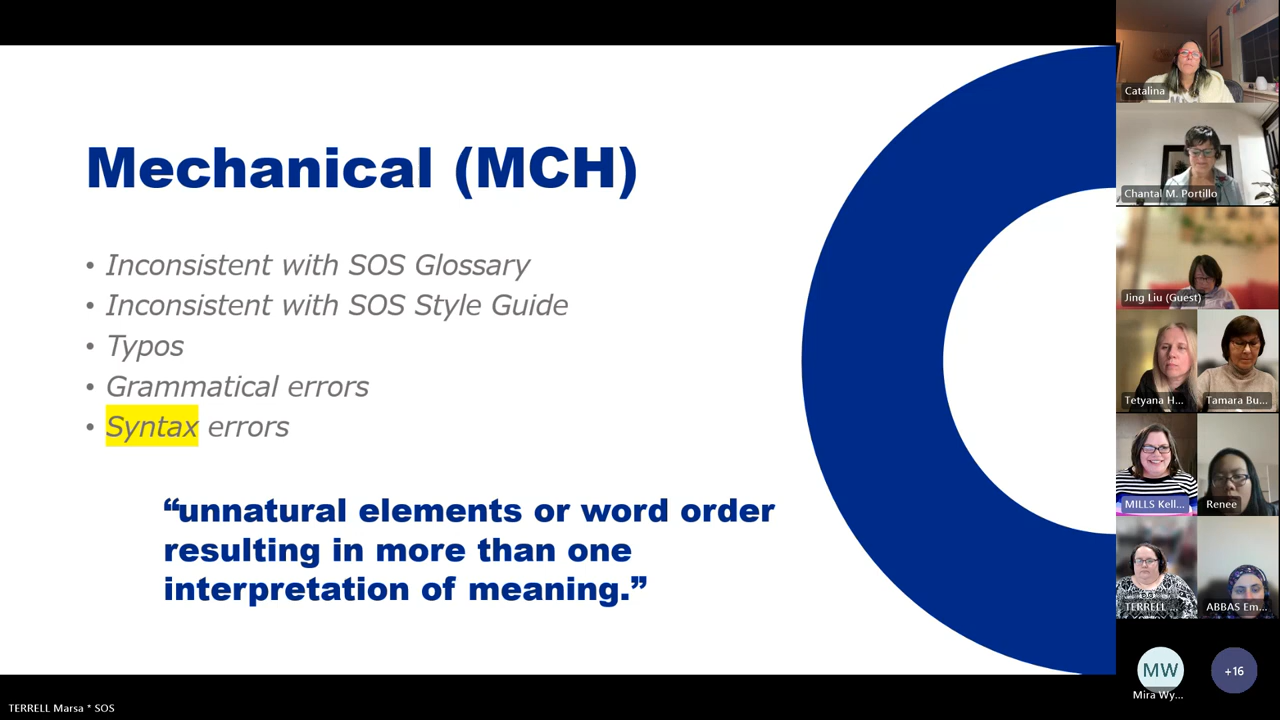 Mechanical (MCH)
• Inconsistent with SOS Glossary
• Inconsistent with SOS Style Guide
• Typos
• Grammatical errors
• Syntax errors
“unnatural elements or word order
resulting in more than one
interpretation of meaning.”
Catalina
Chantal M. Portillo
Jing Liu (Guest)
Tetyana H...
Tamara Bu...
MILLS Kell...
Renee
TERRELL ...
ABBAS Em...
MW
Mira Wy...
+16
TERRELL Marsa * SOS